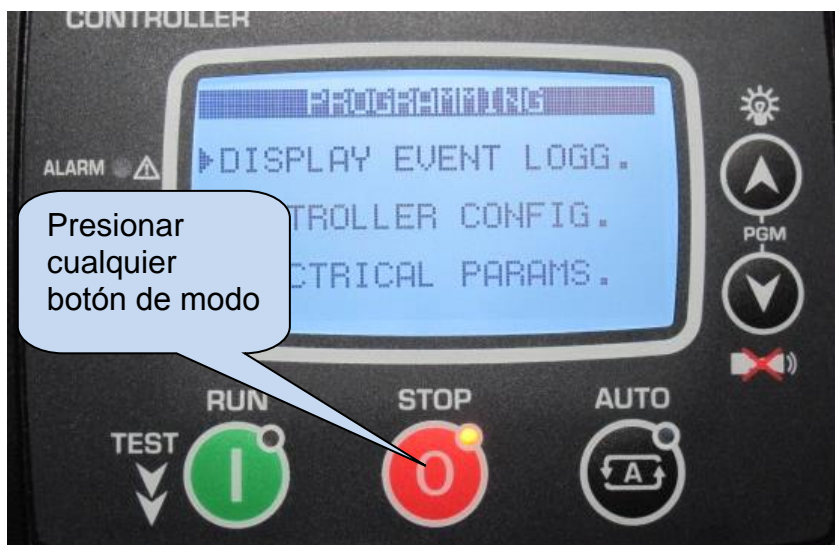 CONTROLLER
PROGRAMMING
ALARM
DISPLAY EVENT LOGG.
TROLLER CONFIG.
CTRICAL PARAMS.
PGM
Presionar
cualquier
botón de modo
RUN
STOP
AUTO
TEST
I
0
A